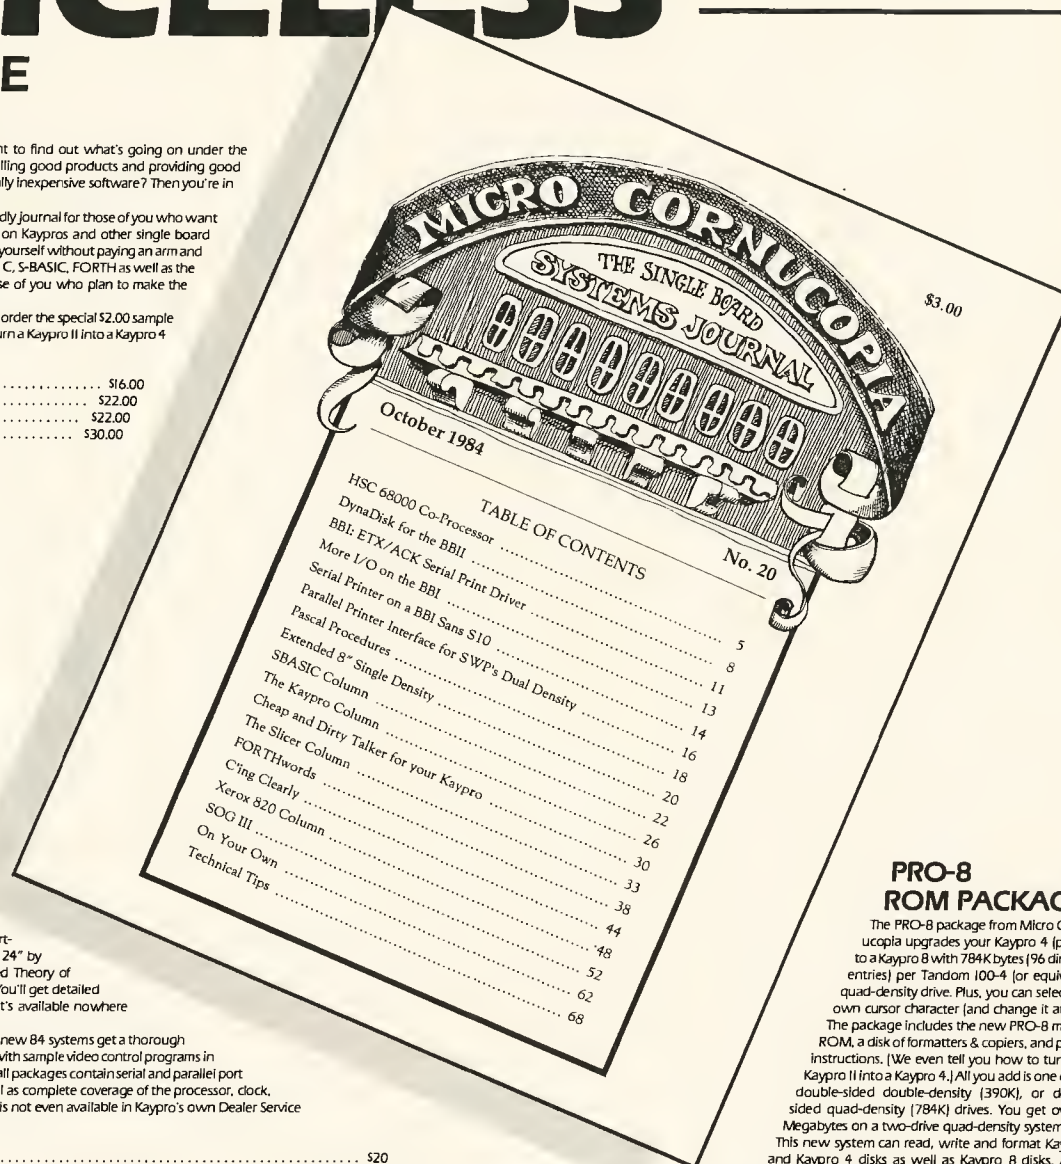 E
nt to find out what's going on under the
lling good products and providing good
lly inexpensive software? Then you're in
dly journal for those of you who want
on Kaypros and other single board
yourself without paying an arm and
C, S-BASIC, FORTH as well as the
se of you who plan to make the
order the special $2.00 sample
urn a Kaypro II into a Kaypro 4
............. $16.00
............. $22.00
............. $22.00
............. $30.00
MICRO CORNUCOPIA
THE SINGLE BOARD
SYSTEMS JOURNAL
$3.00
October 1984
No. 20
TABLE OF CONTENTS
HSC 68000 Co-Processor ............ 5
DynaDisk for the BBII ............ 8
BBI: ETX/ACK Serial Print Driver ............ 11
More I/O on the BBI ............ 13
Serial Printer on a BBI Sans S10 ............ 14
Parallel Printer Interface for SWP's Dual Density ............ 16
Pascal Procedures ............ 18
Extended 8" Single Density ............ 20
SBASIC Column ............ 22
The Kaypro Column ............ 26
Cheap and Dirty Talker for your Kaypro ............ 30
The Slicer Column ............ 33
FORTHwords ............ 38
C'ing Clearly ............ 44
Xerox 820 Column ............ 48
SOG III ............ 52
On Your Own ............ 62
Technical Tips ............ 68
rt-
24" by
d Theory of
You'll get detailed
t's available nowhere
new 84 systems get a thorough
with sample video control programs in
all packages contain serial and parallel port
l as complete coverage of the processor, clock,
is not even available in Kaypro's own Dealer Service
............ $20
PRO-8
ROM PACKAG
The PRO-8 package from Micro C
ucopia upgrades your Kaypro 4 (p
to a Kaypro 8 with 784K bytes (96 di
entries) per Tandom 100-4 (or equi
quad-density drive. Plus, you can sele
own cursor character (and change it a
The package includes the new PRO-8 m
ROM, a disk of formatters & copiers, and p
instructions. (We even tell you how to tur
Kaypro II into a Kaypro 4.) All you add is one
double-sided double-density (390K), or d
sided quad-density (784K) drives. You get o
Megabytes on a two-drive quad-density system
This new system can read, write and format Ka
and Kaypro 4 disks as well as Kaypro 8 disks.